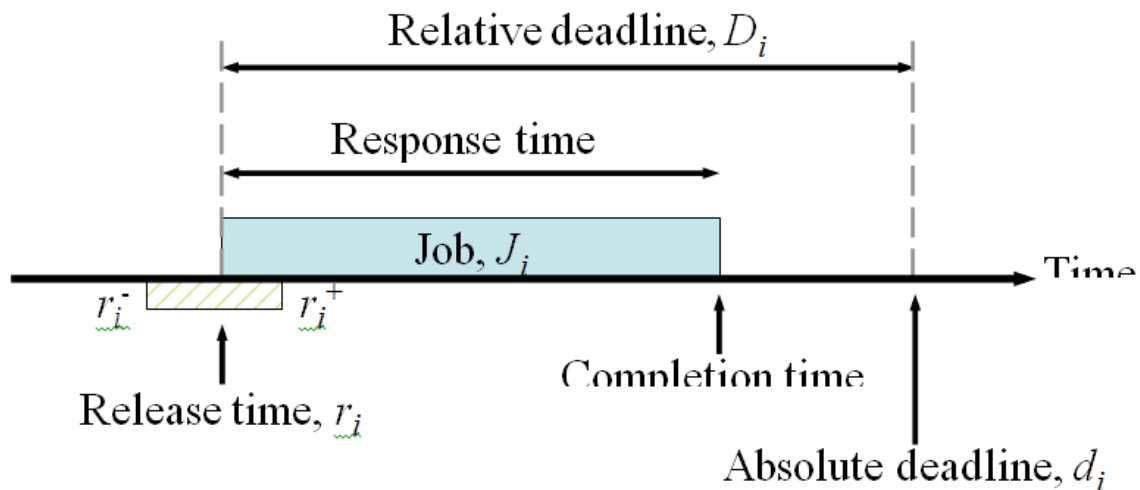 Relative deadline, Dᵢ
Response time
Job, Jᵢ
Time
rᵢ⁻ rᵢ⁺
Completion time
Release time, rᵢ
Absolute deadline, dᵢ